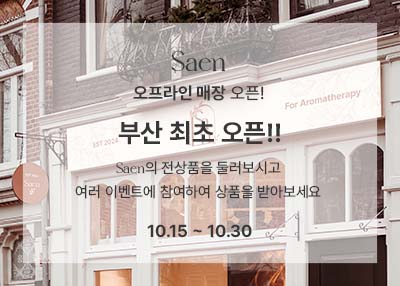 Saen
오프라인 매장 오픈!
EST 2024
For Aromatherapy
부산 최초 오픈!!
Saen의 전상품을 둘러보시고
여러 이벤트에 참여하여 상품을 받아보세요
10.15 ~ 10.30